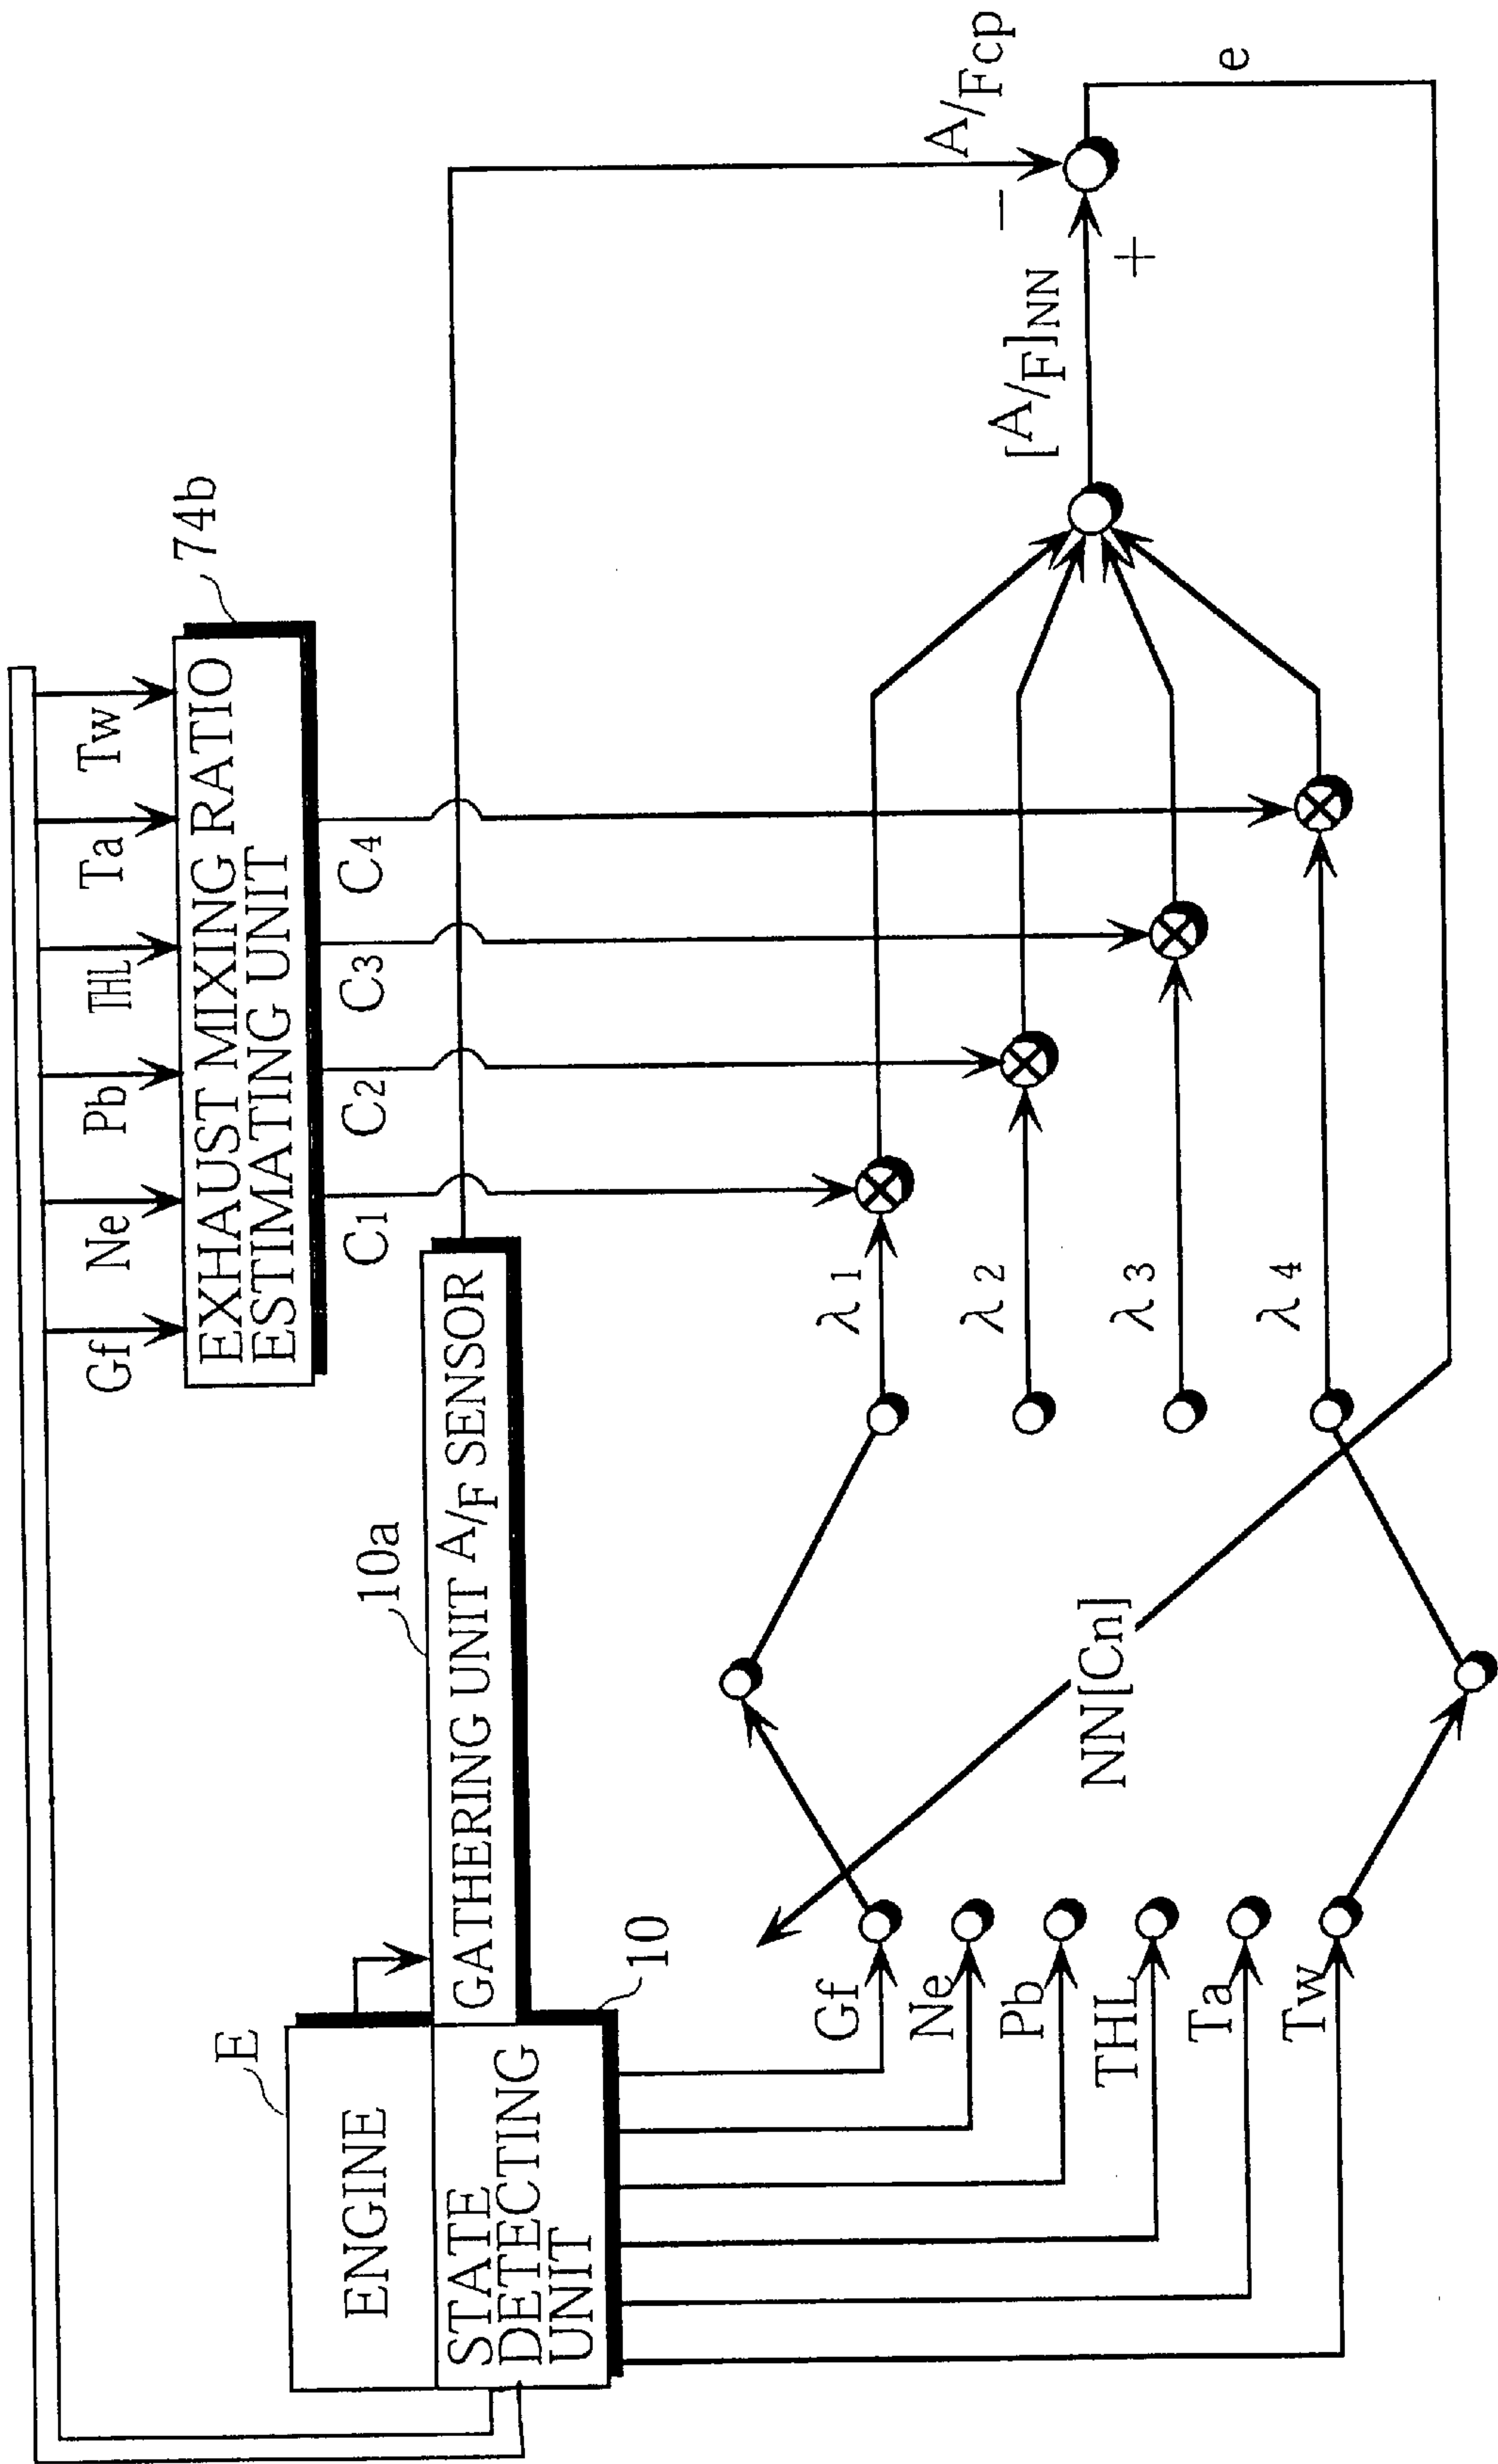 Gf
Ne
Pb
THL
Ta
Tw
74b
EXHAUST MIXING RATIO
ESTIMATING UNIT
C1
C2
C3
C4
E
ENGINE
10a
GATHERING UNIT A/F SENSOR
STATE
DETECTING
UNIT
10
Gf
Ne
Pb
THL
Ta
Tw
NN[Cn]
λ1
λ2
λ3
λ4
[A/F]NN
A/Fcp
−
+
e